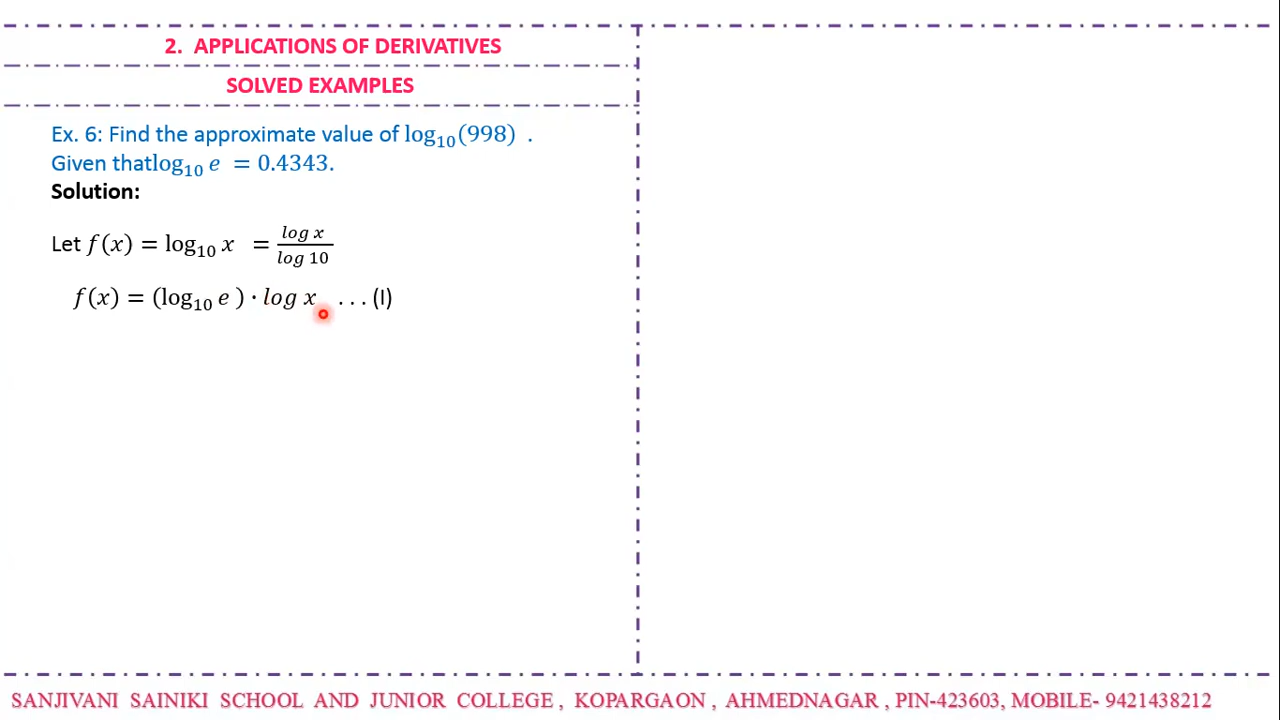 2. APPLICATIONS OF DERIVATIVES
SOLVED EXAMPLES
Ex. 6: Find the approximate value of log₁₀(998) .
Given thatlog₁₀ e = 0.4343.
Solution:
Let f(x) = log₁₀ x = log x / log 10
f(x) = (log₁₀ e ) · log x . . . (I)
SANJIVANI SAINIKI SCHOOL AND JUNIOR COLLEGE , KOPARGAON , AHMEDNAGAR , PIN-423603, MOBILE- 9421438212